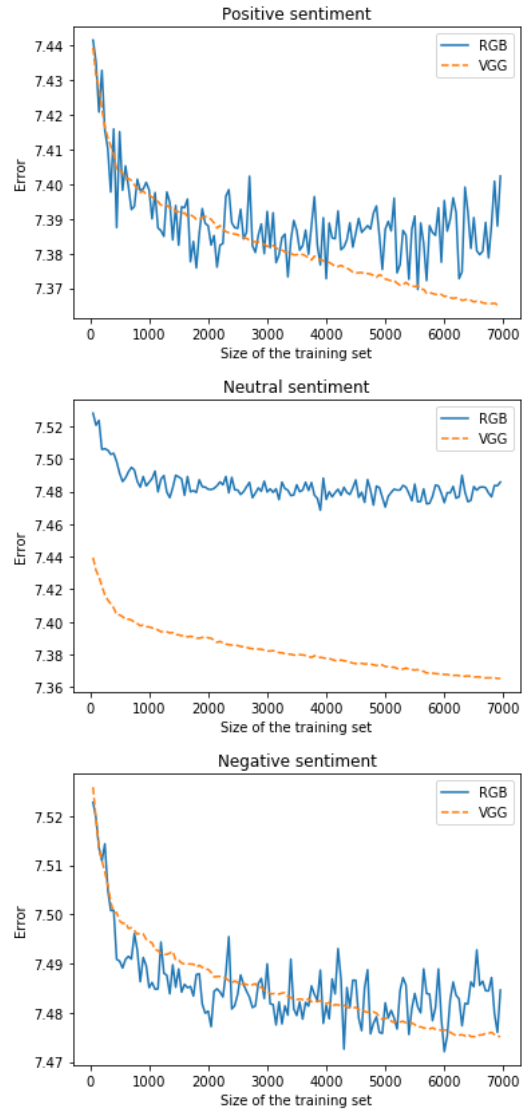 Positive sentiment
RGB
VGG
7.44
7.43
7.42
7.41
7.40
7.39
7.38
7.37
Error
0 1000 2000 3000 4000 5000 6000 7000
Size of the training set
Neutral sentiment
RGB
VGG
7.52
7.50
7.48
7.46
7.44
7.42
7.40
7.38
7.36
Error
0 1000 2000 3000 4000 5000 6000 7000
Size of the training set
Negative sentiment
RGB
VGG
7.52
7.51
7.50
7.49
7.48
7.47
Error
0 1000 2000 3000 4000 5000 6000 7000
Size of the training set